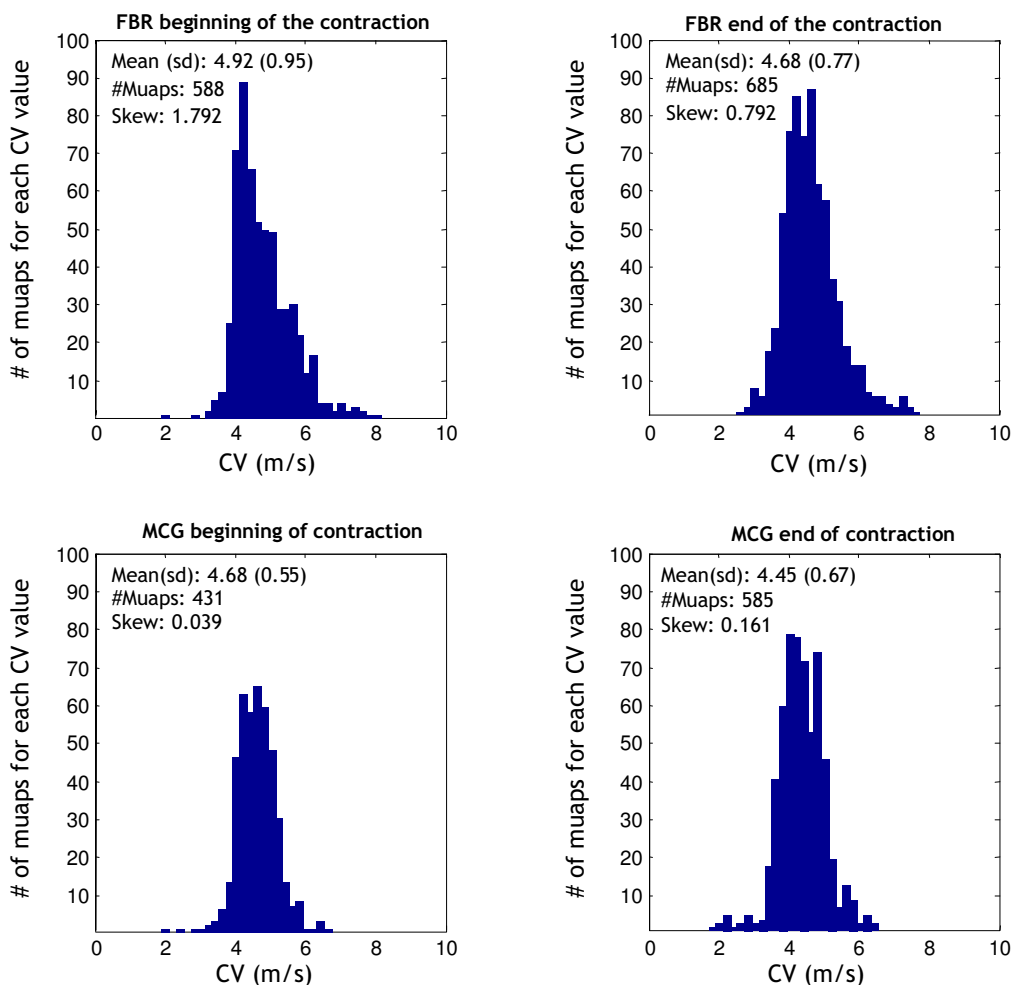 FBR beginning of the contraction
Mean (sd): 4.92 (0.95)
#Muaps: 588
Skew: 1.792
# of muaps for each CV value
100
90
80
70
60
50
40
30
20
10
0 2 4 6 8 10
CV (m/s)
FBR end of the contraction
Mean(sd): 4.68 (0.77)
#Muaps: 685
Skew: 0.792
# of muaps for each CV value
100
90
80
70
60
50
40
30
20
10
0 2 4 6 8 10
CV (m/s)
MCG beginning of contraction
Mean(sd): 4.68 (0.55)
#Muaps: 431
Skew: 0.039
# of muaps for each CV value
100
90
80
70
60
50
40
30
20
10
0 2 4 6 8 10
CV (m/s)
MCG end of contraction
Mean(sd): 4.45 (0.67)
#Muaps: 585
Skew: 0.161
# of muaps for each CV value
100
90
80
70
60
50
40
30
20
10
0 2 4 6 8 10
CV (m/s)